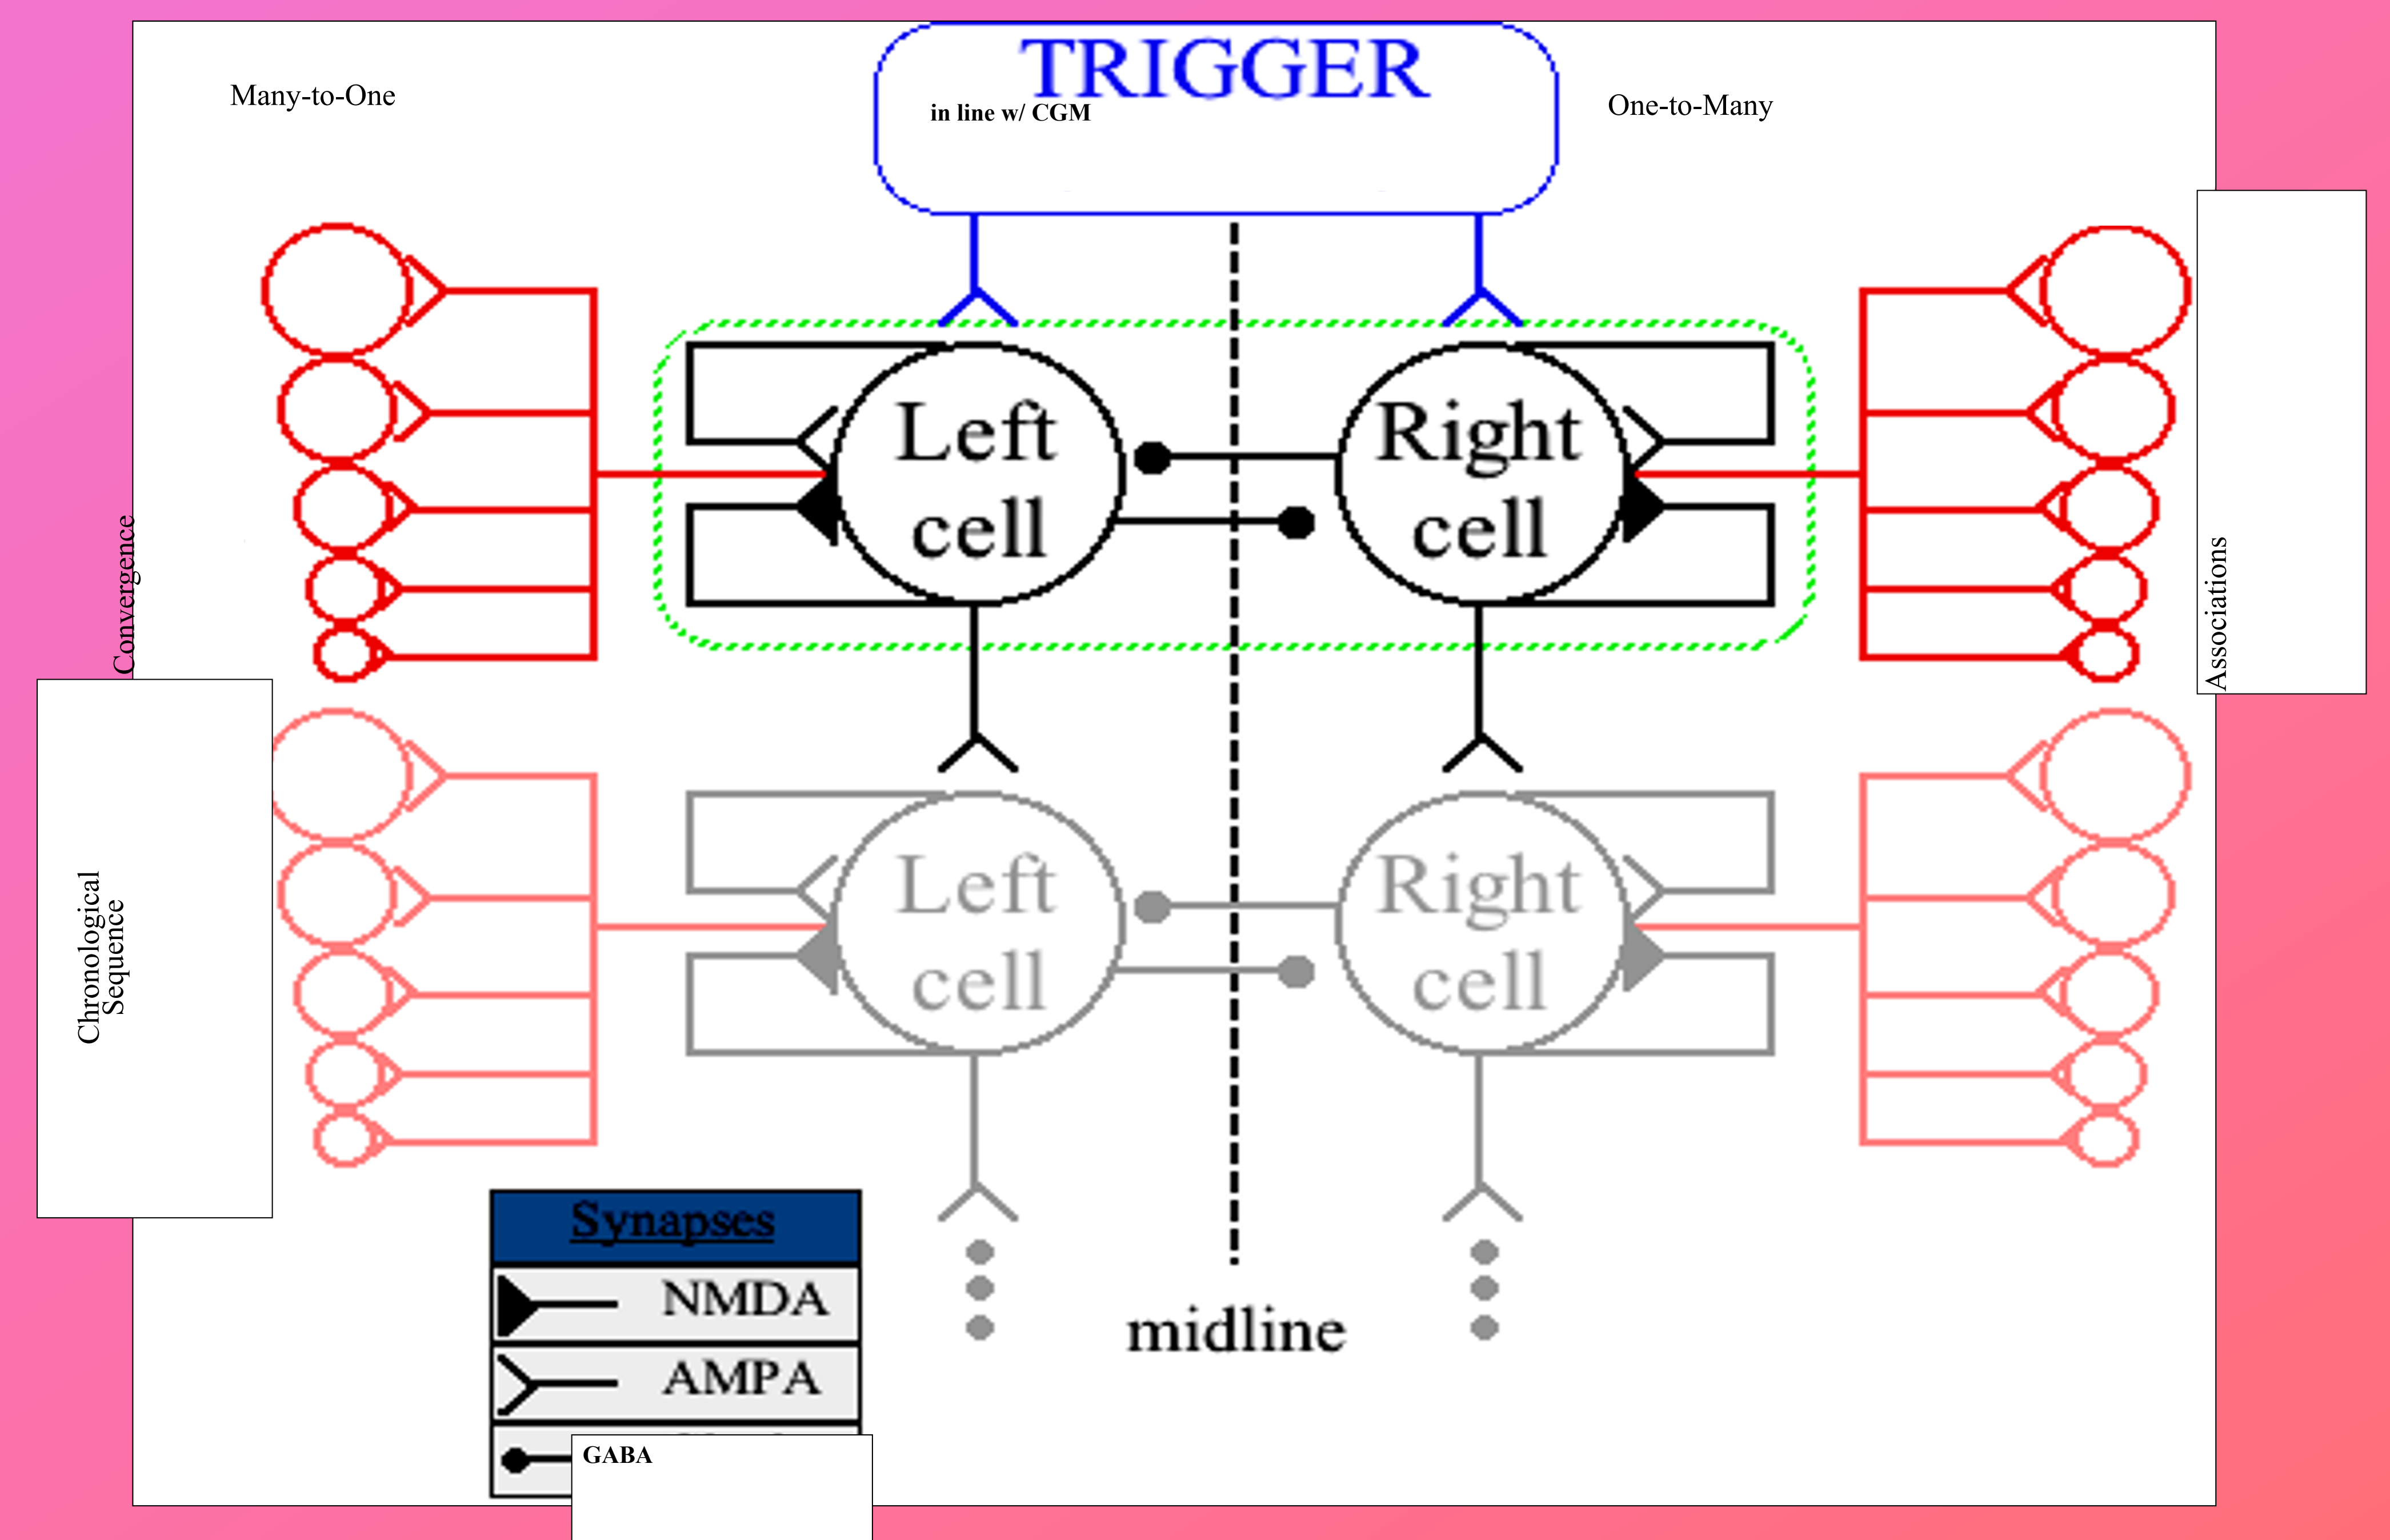 TRIGGER
in line w/ CGM
Many-to-One
One-to-Many
Left
cell
Right
cell
Convergence
Associations
Chronological
Sequence
Left
cell
Right
cell
Synapses
NMDA
AMPA
GABA
midline